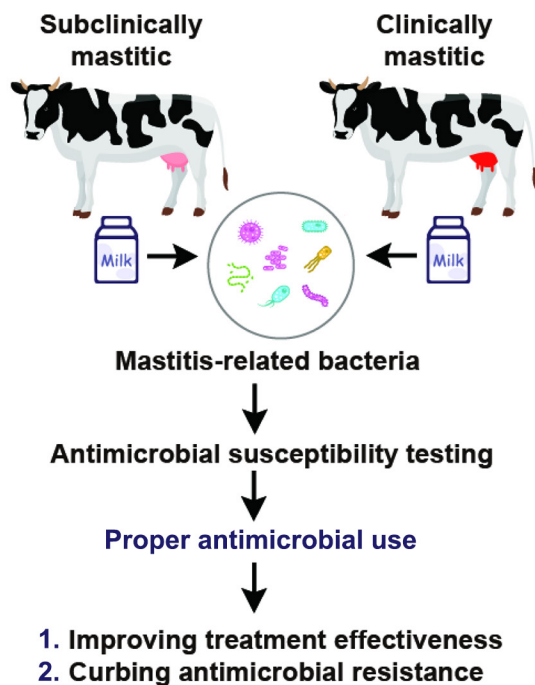 Subclinically
mastitic
Clinically
mastitic
Milk
Milk
Mastitis-related bacteria
Antimicrobial susceptibility testing
Proper antimicrobial use
1. Improving treatment effectiveness
2. Curbing antimicrobial resistance